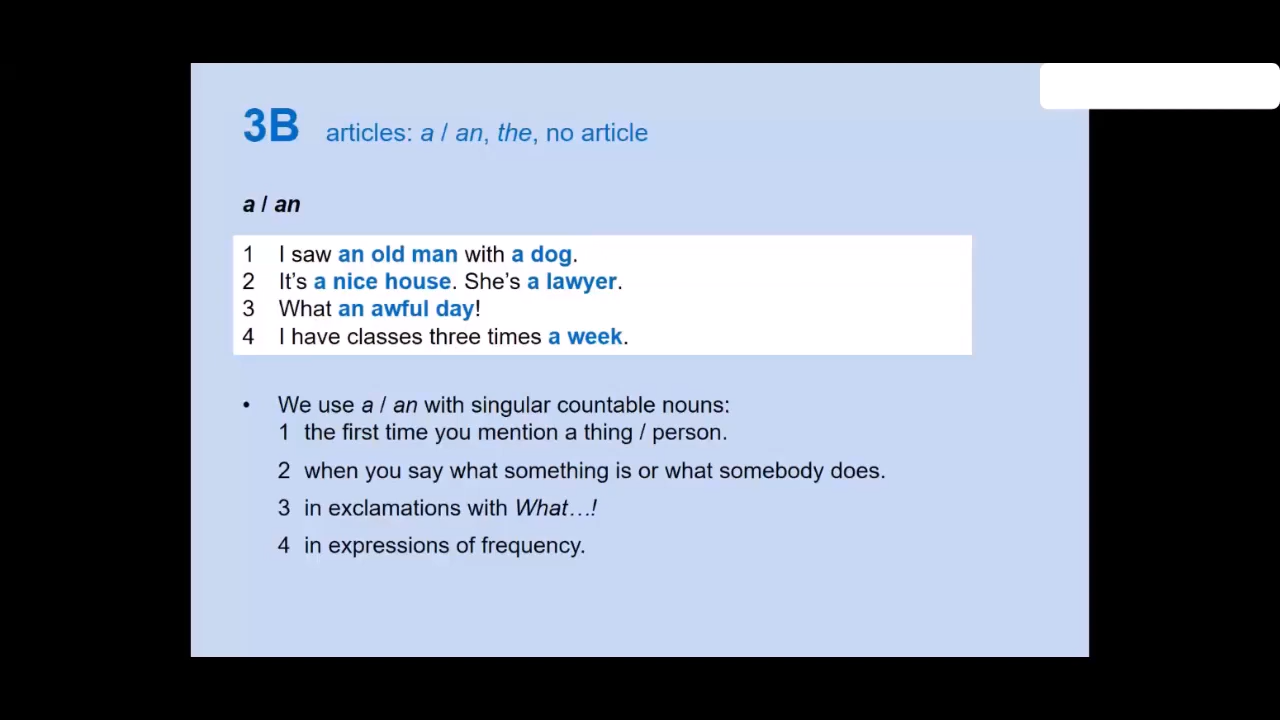 3B articles: a / an, the, no article
a / an
1 I saw an old man with a dog.
2 It’s a nice house. She’s a lawyer.
3 What an awful day!
4 I have classes three times a week.
• We use a / an with singular countable nouns:
1 the first time you mention a thing / person.
2 when you say what something is or what somebody does.
3 in exclamations with What…!
4 in expressions of frequency.